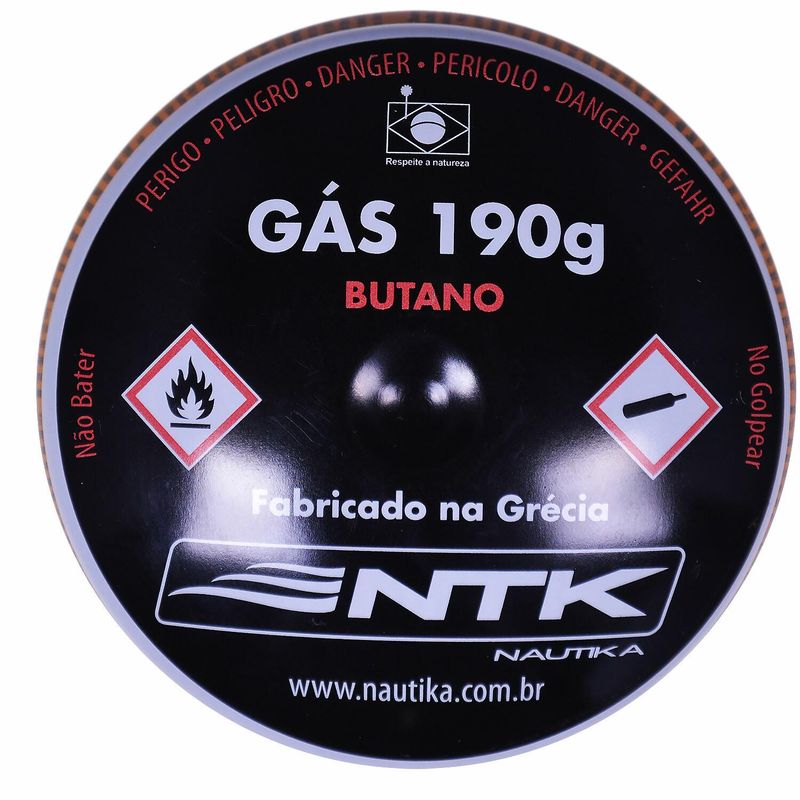 PERIGO • PELIGRO • DANGER • PERICOLO • DANGER • GEFAHR
Respeite a natureza
GÁS 190g
BUTANO
Não Bater
No Golpear
Fabricado na Grécia
NTK
NAUTIKA
www.nautika.com.br